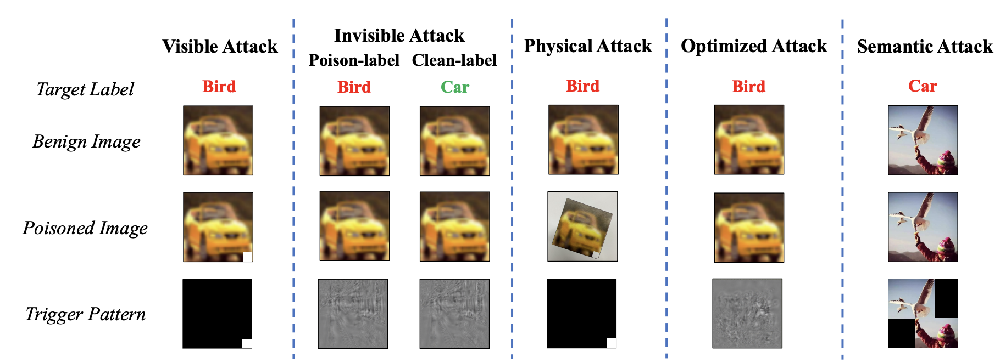 Visible Attack
Invisible Attack
Poison-label Clean-label
Physical Attack
Optimized Attack
Semantic Attack
Target Label
Bird
Bird
Car
Bird
Bird
Car
Benign Image
Poisoned Image
Trigger Pattern